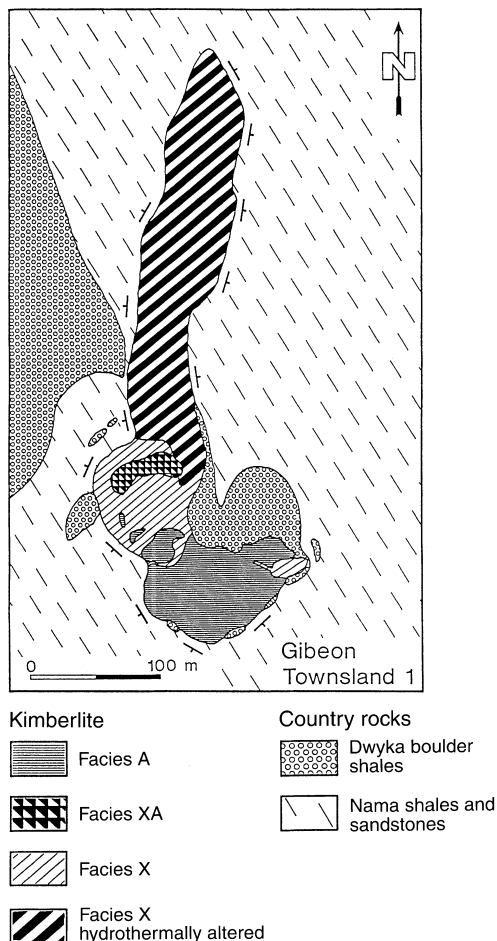 N
0
100 m
Gibeon
Townsland 1
Kimberlite
Facies A
Facies XA
Facies X
Facies X
hydrothermally altered
Country rocks
Dwyka boulder
shales
Nama shales and
sandstones